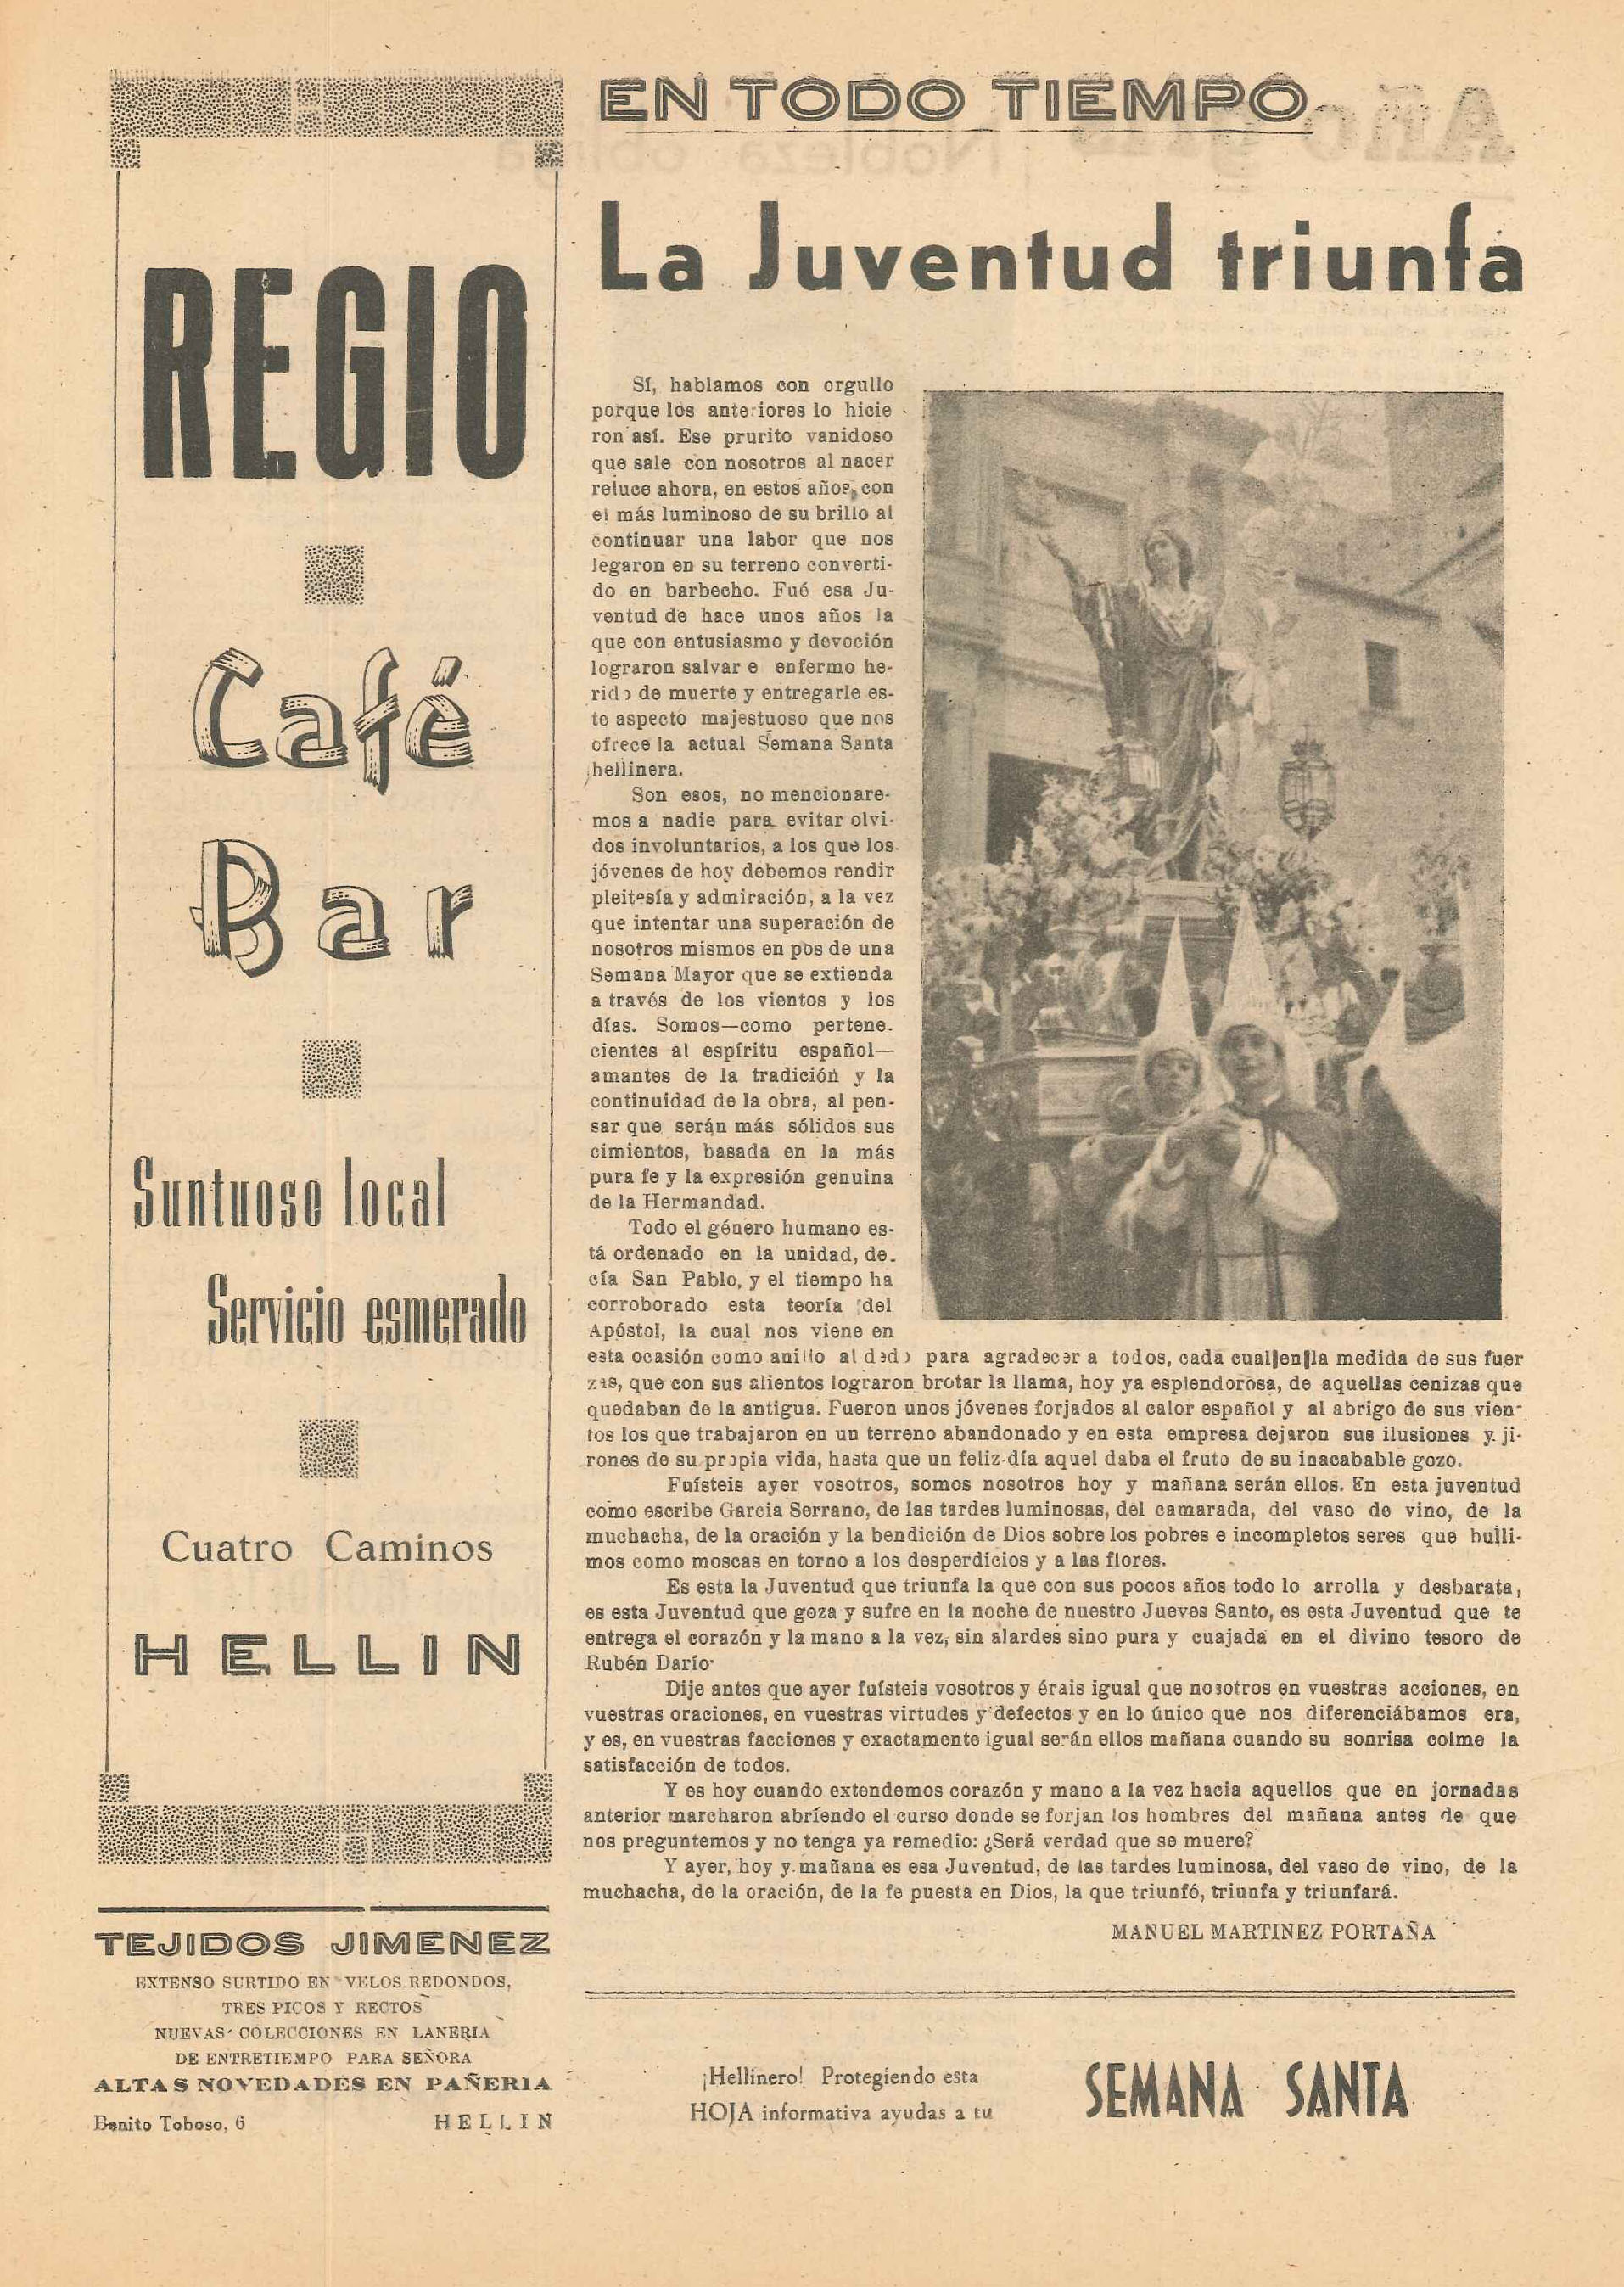 REGIO
Café
Bar
Suntuoso local
Servicio esmerado
Cuatro Caminos
HELLIN
TEJIDOS JIMENEZ
EXTENSO SURTIDO EN VELOS REDONDOS,
TRES PICOS Y RECTOS
NUEVAS COLECCIONES EN LANERIA
DE ENTRETIEMPO PARA SEÑORA
ALTAS NOVEDADES EN PAÑERIA
Benito Toboso, 6 HELLIN
EN TODO TIEMPO
La Juventud triunfa
Sí, hablamos con orgullo
porque los anteriores lo hicie
ron así. Ese prurito vanidoso
que sale con nosotros al nacer
reluce ahora, en estos años, con
el más luminoso de su brillo al
continuar una labor que nos
legaron en su terreno converti-
do en barbecho. Fué esa Ju-
ventud de hace unos años la
que con entusiasmo y devoción
lograron salvar e enfermo he-
rido de muerte y entregarle es-
te aspecto majestuoso que nos
ofrece la actual Semana Santa
hellinera.
Son esos, no mencionare-
mos a nadie para evitar olvi-
dos involuntarios, a los que los
jóvenes de hoy debemos rendir
pleitesía y admiración, a la vez
que intentar una superación de
nosotros mismos en pos de una
Semana Mayor que se extienda
a través de los vientos y los
días. Somos—como pertene.
cientes al espíritu español—
amantes de la tradición y la
continuidad de la obra, al pen-
sar que serán más sólidos sus
cimientos, basada en la más
pura fe y la expresión genuina
de la Hermandad.
Todo el género humano es-
tá ordenado en la unidad, de.
cía San Pablo, y el tiempo ha
corroborado esta teoría del
Apóstol, la cual nos viene en
esta ocasión como anillo al dedo para agradecer a todos, cada cual en la medida de sus fuer
zas, que con sus alientos lograron brotar la llama, hoy ya esplendorosa, de aquellas cenizas que
quedaban de la antigua. Fueron unos jóvenes forjados al calor español y al abrigo de sus vien-
tos los que trabajaron en un terreno abandonado y en esta empresa dejaron sus ilusiones y ji-
rones de su propia vida, hasta que un feliz día aquel daba el fruto de su inacabable gozo.
Fuísteis ayer vosotros, somos nosotros hoy y mañana serán ellos. En esta juventud
como escribe Garcia Serrano, de las tardes luminosas, del camarada, del vaso de vino, de la
muchacha, de la oración y la bendición de Dios sobre los pobres e incompletos seres que bulli-
mos como moscas en torno a los desperdicios y a las flores.
Es esta la Juventud que triunfa la que con sus pocos años todo lo arrolla y desbarata,
es esta Juventud que goza y sufre en la noche de nuestro Jueves Santo, es esta Juventud que te
entrega el corazón y la mano a la vez, sin alardes sino pura y cuajada en el divino tesoro de
Rubén Darío·
Dije antes que ayer fuísteis vosotros y érais igual que nosotros en vuestras acciones, en
vuestras oraciones, en vuestras virtudes y defectos y en lo único que nos diferenciábamos era,
y es, en vuestras facciones y exactamente igual serán ellos mañana cuando su sonrisa colme la
satisfacción de todos.
Y es hoy cuando extendemos corazón y mano a la vez hacia aquellos que en jornadas
anterior marcharon abríendo el curso donde se forjan los hombres del mañana antes de que
nos preguntemos y no tenga ya remedio: ¿Será verdad que se muere?
Y ayer, hoy y mañana es esa Juventud, de las tardes luminosa, del vaso de vino, de la
muchacha, de la oración, de la fe puesta en Dios, la que triunfó, triunfa y triunfará.
MANUEL MARTINEZ PORTAÑA
¡Hellinero! Protegiendo esta
HOJA informativa ayudas a tu
SEMANA SANTA